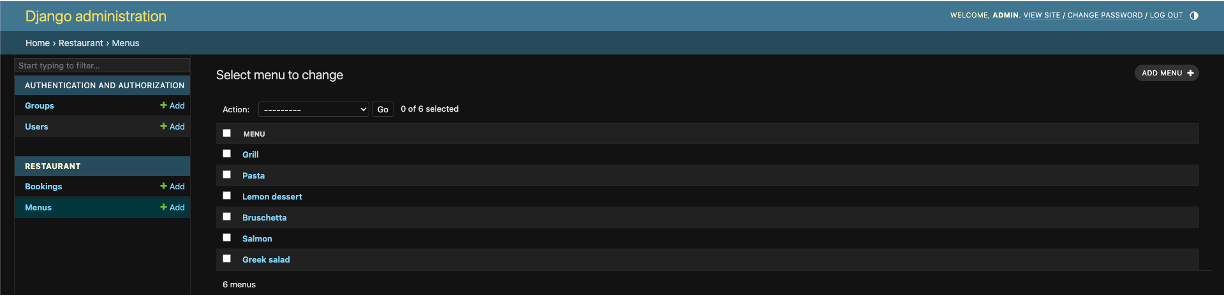 Django administration
WELCOME, ADMIN. VIEW SITE / CHANGE PASSWORD / LOG OUT
Home › Restaurant › Menus
Start typing to filter...
AUTHENTICATION AND AUTHORIZATION
Groups + Add
Users + Add
RESTAURANT
Bookings + Add
Menus + Add
Select menu to change
ADD MENU +
Action: --------- Go 0 of 6 selected
MENU
Grill
Pasta
Lemon dessert
Bruschetta
Salmon
Greek salad
6 menus